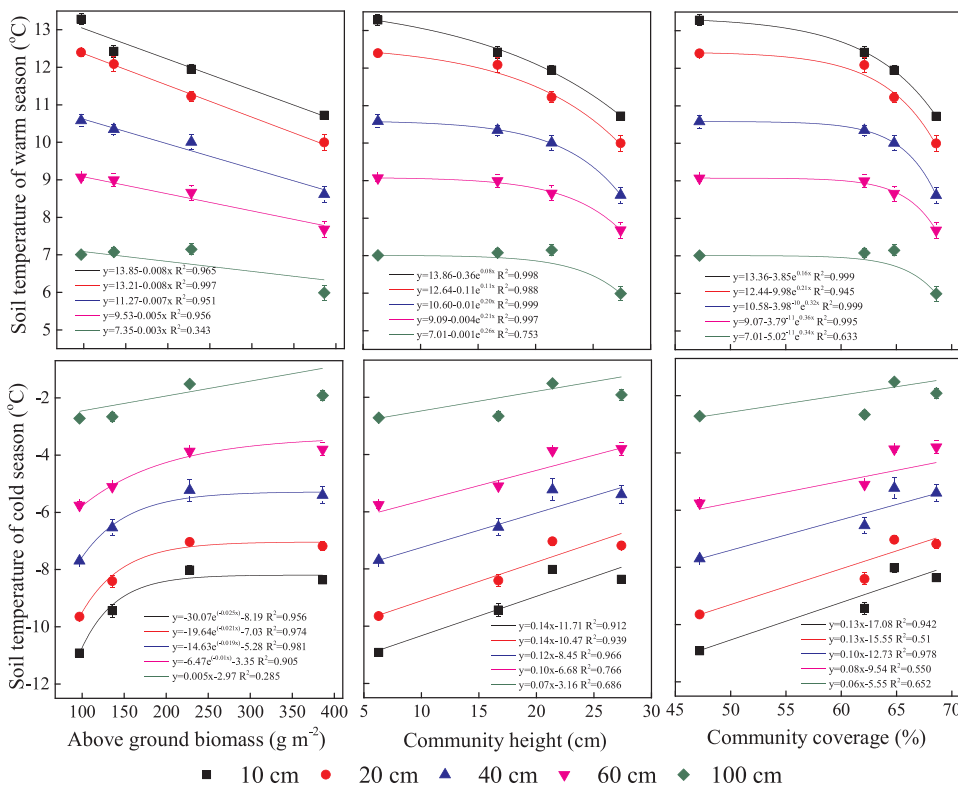 Soil temperature of warm season (°C)
13
12
11
10
9
8
7
6
5
y=13.85-0.008x R²=0.965
y=13.21-0.008x R²=0.997
y=11.27-0.007x R²=0.951
y=9.53-0.005x R²=0.956
y=7.35-0.003x R²=0.343
y=13.86-0.36e^0.08x R²=0.998
y=12.64-0.11e^0.11x R²=0.988
y=10.60-0.01e^0.20x R²=0.999
y=9.09-0.004e^0.21x R²=0.997
y=7.01-0.001e^0.26x R²=0.753
y=13.36-3.85e^0.16x R²=0.999
y=12.44-9.98e^0.21x R²=0.945
y=10.58-3.98^-10e^0.32x R²=0.999
y=9.07-3.79^-11e^0.36x R²=0.995
y=7.01-5.02^-11e^0.34x R²=0.633
Soil temperature of cold season (°C)
-2
-4
-6
-8
-10
-12
y=-30.07e^(-0.025x)-8.19 R²=0.956
y=-19.64e^(-0.021x)-7.03 R²=0.974
y=-14.63e^(-0.019x)-5.28 R²=0.981
y=-6.47e^(-0.01x)-3.35 R²=0.905
y=0.005x-2.97 R²=0.285
y=0.14x-11.71 R²=0.912
y=0.14x-10.47 R²=0.939
y=0.12x-8.45 R²=0.966
y=0.10x-6.68 R²=0.766
y=0.07x-3.16 R²=0.686
y=0.13x-17.08 R²=0.942
y=0.13x-15.55 R²=0.51
y=0.10x-12.73 R²=0.978
y=0.08x-9.54 R²=0.550
y=0.06x-5.55 R²=0.652
100 150 200 250 300 350 400
5 10 15 20 25 30
45 50 55 60 65 70
Above ground biomass (g m⁻²)
Community height (cm)
Community coverage (%)
10 cm 20 cm 40 cm 60 cm 100 cm